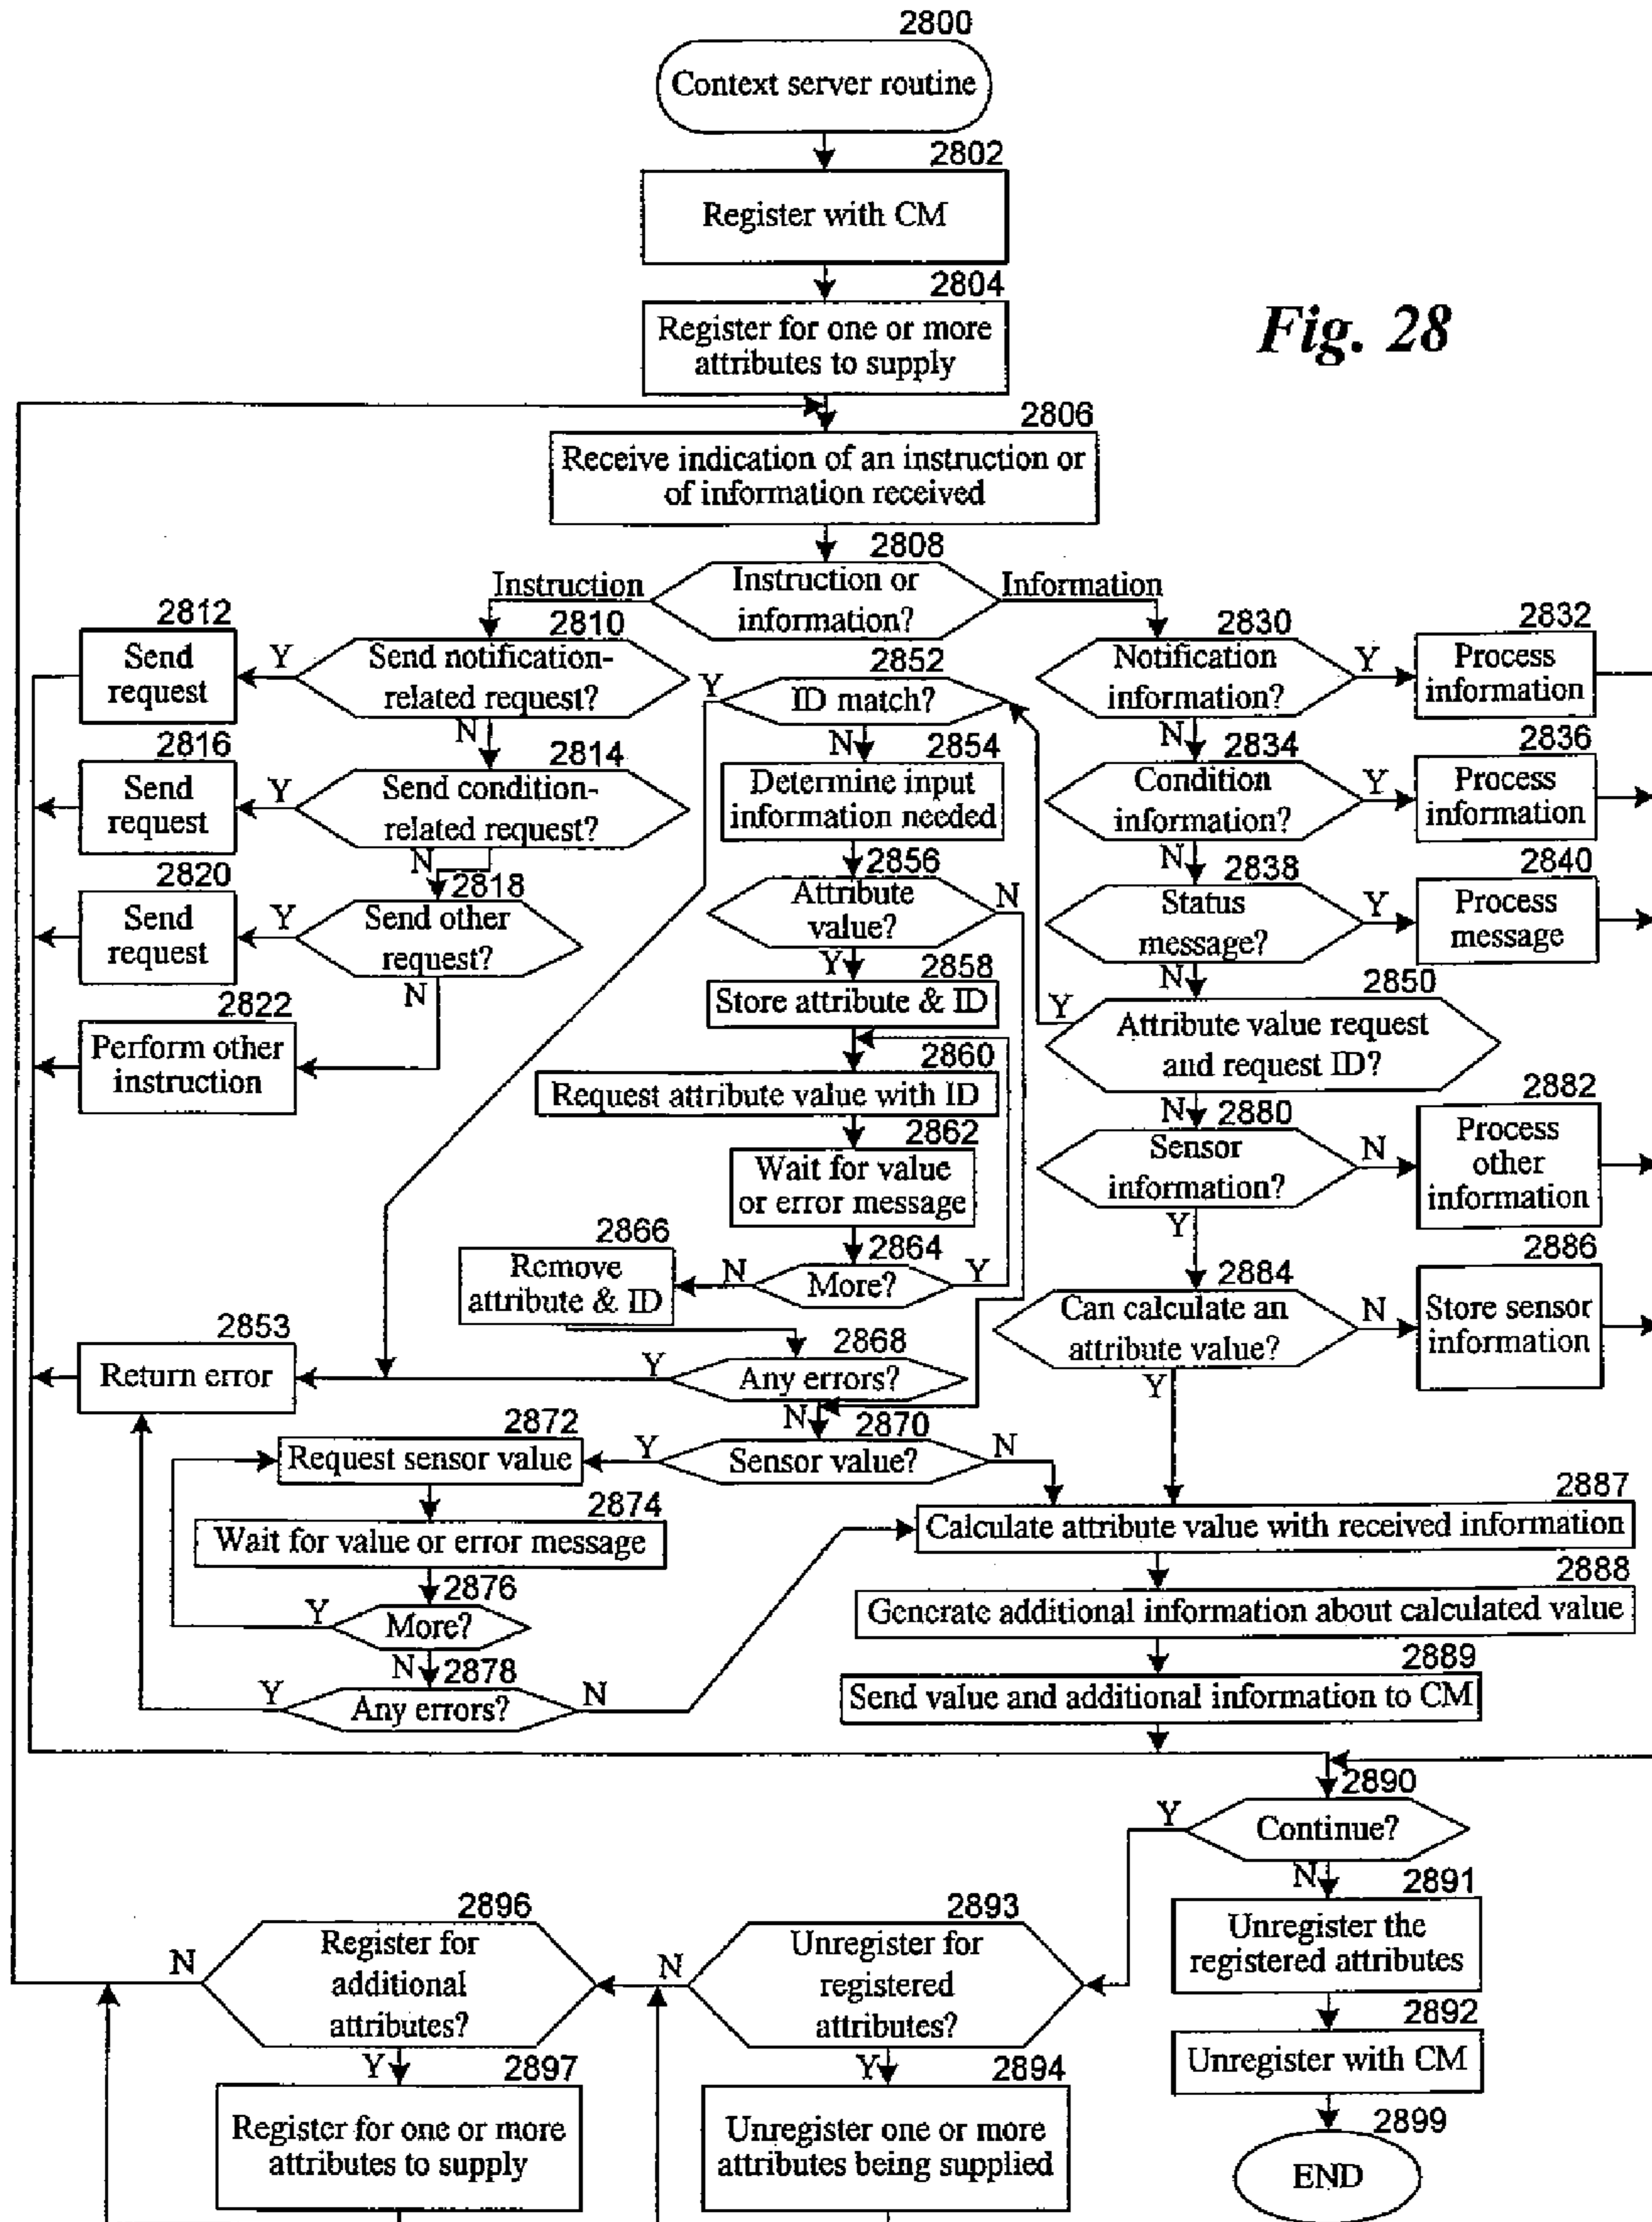 2800
Context server routine
2802
Register with CM
2804
Register for one or more
attributes to supply
Fig. 28
2806
Receive indication of an instruction or
of information received
2808
Instruction or
information?
Instruction
Information
2810
Send notification-
related request?
Y
N
2812
Send
request
2814
Send condition-
related request?
Y
N
2816
Send
request
2818
Send other
request?
Y
N
2820
Send
request
2822
Perform other
instruction
2830
Notification
information?
Y
N
2832
Process
information
2834
Condition
information?
Y
N
2836
Process
information
2838
Status
message?
Y
N
2840
Process
message
2850
Attribute value request
and request ID?
Y
N
2852
ID match?
Y
N
2854
Determine input
information needed
2856
Attribute
value?
N
Y
2858
Store attribute & ID
2860
Request attribute value with ID
2862
Wait for value
or error message
2864
More?
N
Y
2866
Remove
attribute & ID
2868
Any errors?
Y
N
2853
Return error
2870
Sensor value?
Y
N
2872
Request sensor value
2874
Wait for value or error message
2876
More?
Y
N
2878
Any errors?
Y
N
2880
Sensor
information?
N
Y
2882
Process
other
information
2884
Can calculate an
attribute value?
N
Y
2886
Store sensor
information
2887
Calculate attribute value with received information
2888
Generate additional information about calculated value
2889
Send value and additional information to CM
2890
Continue?
Y
N
2891
Unregister the
registered attributes
2892
Unregister with CM
2899
END
2893
Unregister for
registered
attributes?
N
Y
2894
Unregister one or more
attributes being supplied
2896
Register for
additional
attributes?
N
Y
2897
Register for one or more
attributes to supply